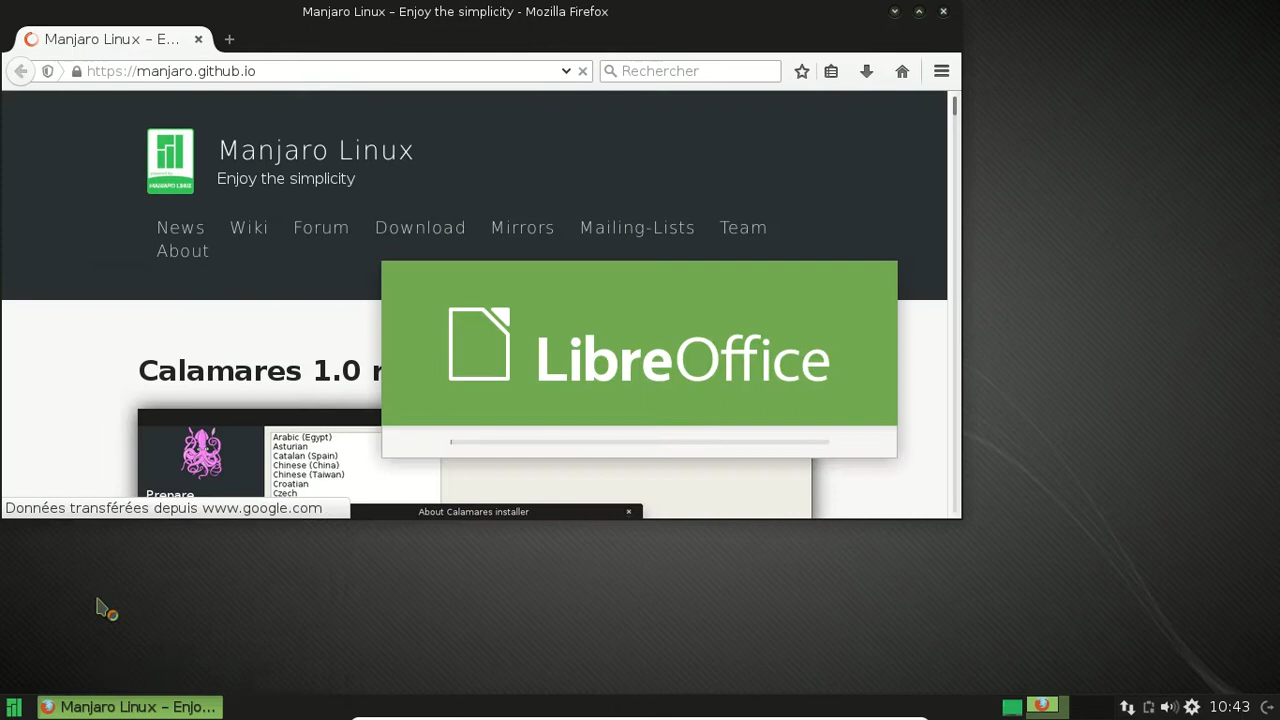 Manjaro Linux – Enjoy the simplicity - Mozilla Firefox
Manjaro Linux – E...
https://manjaro.github.io
Rechercher
Manjaro Linux
Enjoy the simplicity
MANJARO LINUX
News Wiki Forum Download Mirrors Mailing-Lists Team
About
LibreOffice
Calamares 1.0 r
Arabic (Egypt)
Asturian
Catalan (Spain)
Chinese (China)
Chinese (Taiwan)
Croatian
Czech
Prepare
Données transférées depuis www.google.com
About Calamares installer
Manjaro Linux – Enjo...
10:43